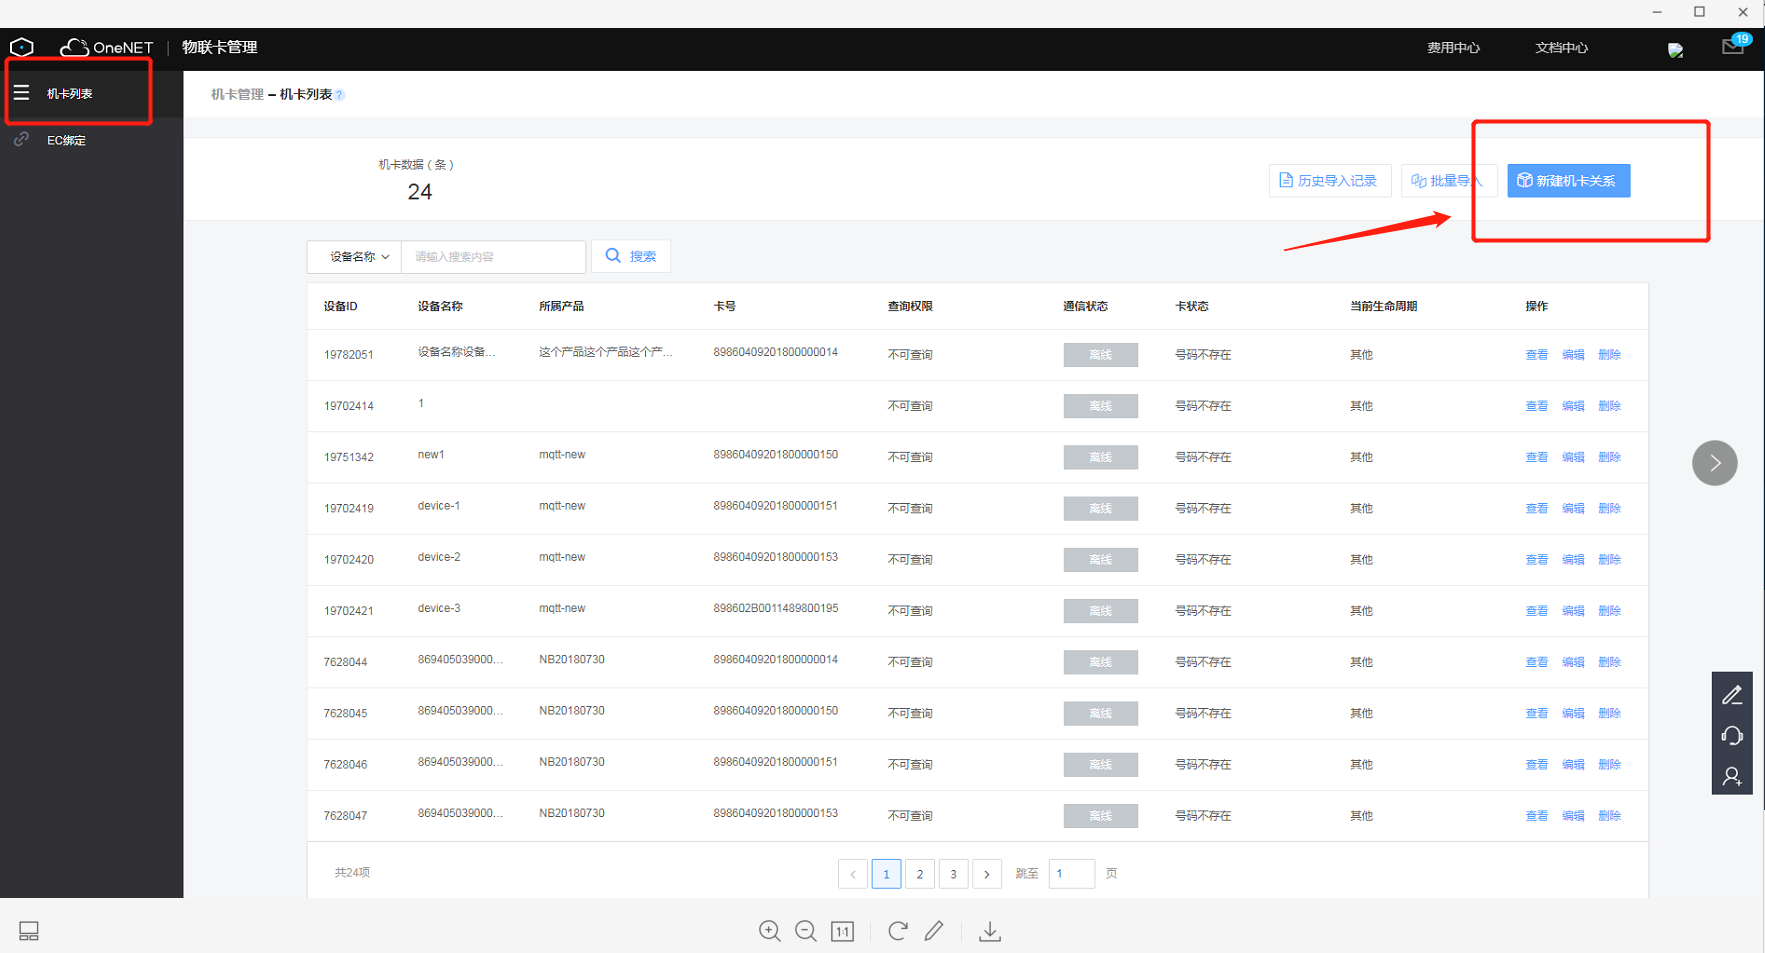 OneNET | 物联卡管理
费用中心
文档中心
19
机卡列表
EC绑定
机卡管理 – 机卡列表 ?
机卡数据 ( 条 )
24
历史导入记录
批量导入
新建机卡关系
设备名称
请输入搜索内容
搜索
设备ID 设备名称 所属产品 卡号 查询权限 通信状态 卡状态 当前生命周期 操作
19782051 设备名称设备... 这个产品这个产品这个产... 89860409201800000014 不可查询 离线 号码不存在 其他 查看 编辑 删除
19702414 1 不可查询 离线 号码不存在 其他 查看 编辑 删除
19751342 new1 mqtt-new 89860409201800000150 不可查询 离线 号码不存在 其他 查看 编辑 删除
19702419 device-1 mqtt-new 89860409201800000151 不可查询 离线 号码不存在 其他 查看 编辑 删除
19702420 device-2 mqtt-new 89860409201800000153 不可查询 离线 号码不存在 其他 查看 编辑 删除
19702421 device-3 mqtt-new 898602B0011489800195 不可查询 离线 号码不存在 其他 查看 编辑 删除
7628044 869405039000... NB20180730 89860409201800000014 不可查询 离线 号码不存在 其他 查看 编辑 删除
7628045 869405039000... NB20180730 89860409201800000150 不可查询 离线 号码不存在 其他 查看 编辑 删除
7628046 869405039000... NB20180730 89860409201800000151 不可查询 离线 号码不存在 其他 查看 编辑 删除
7628047 869405039000... NB20180730 89860409201800000153 不可查询 离线 号码不存在 其他 查看 编辑 删除
共24项
1 2 3 跳至 1 页
1:1